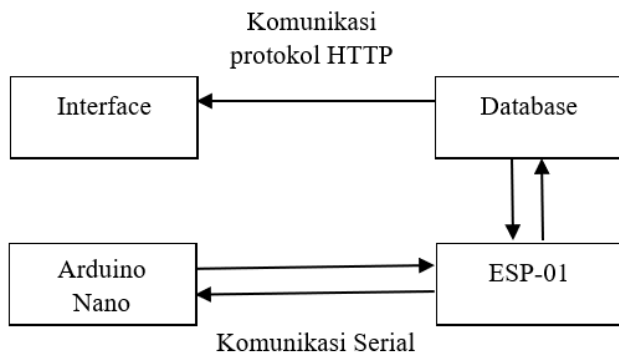 Komunikasi
protokol HTTP
Interface
Database
Arduino
Nano
ESP-01
Komunikasi Serial